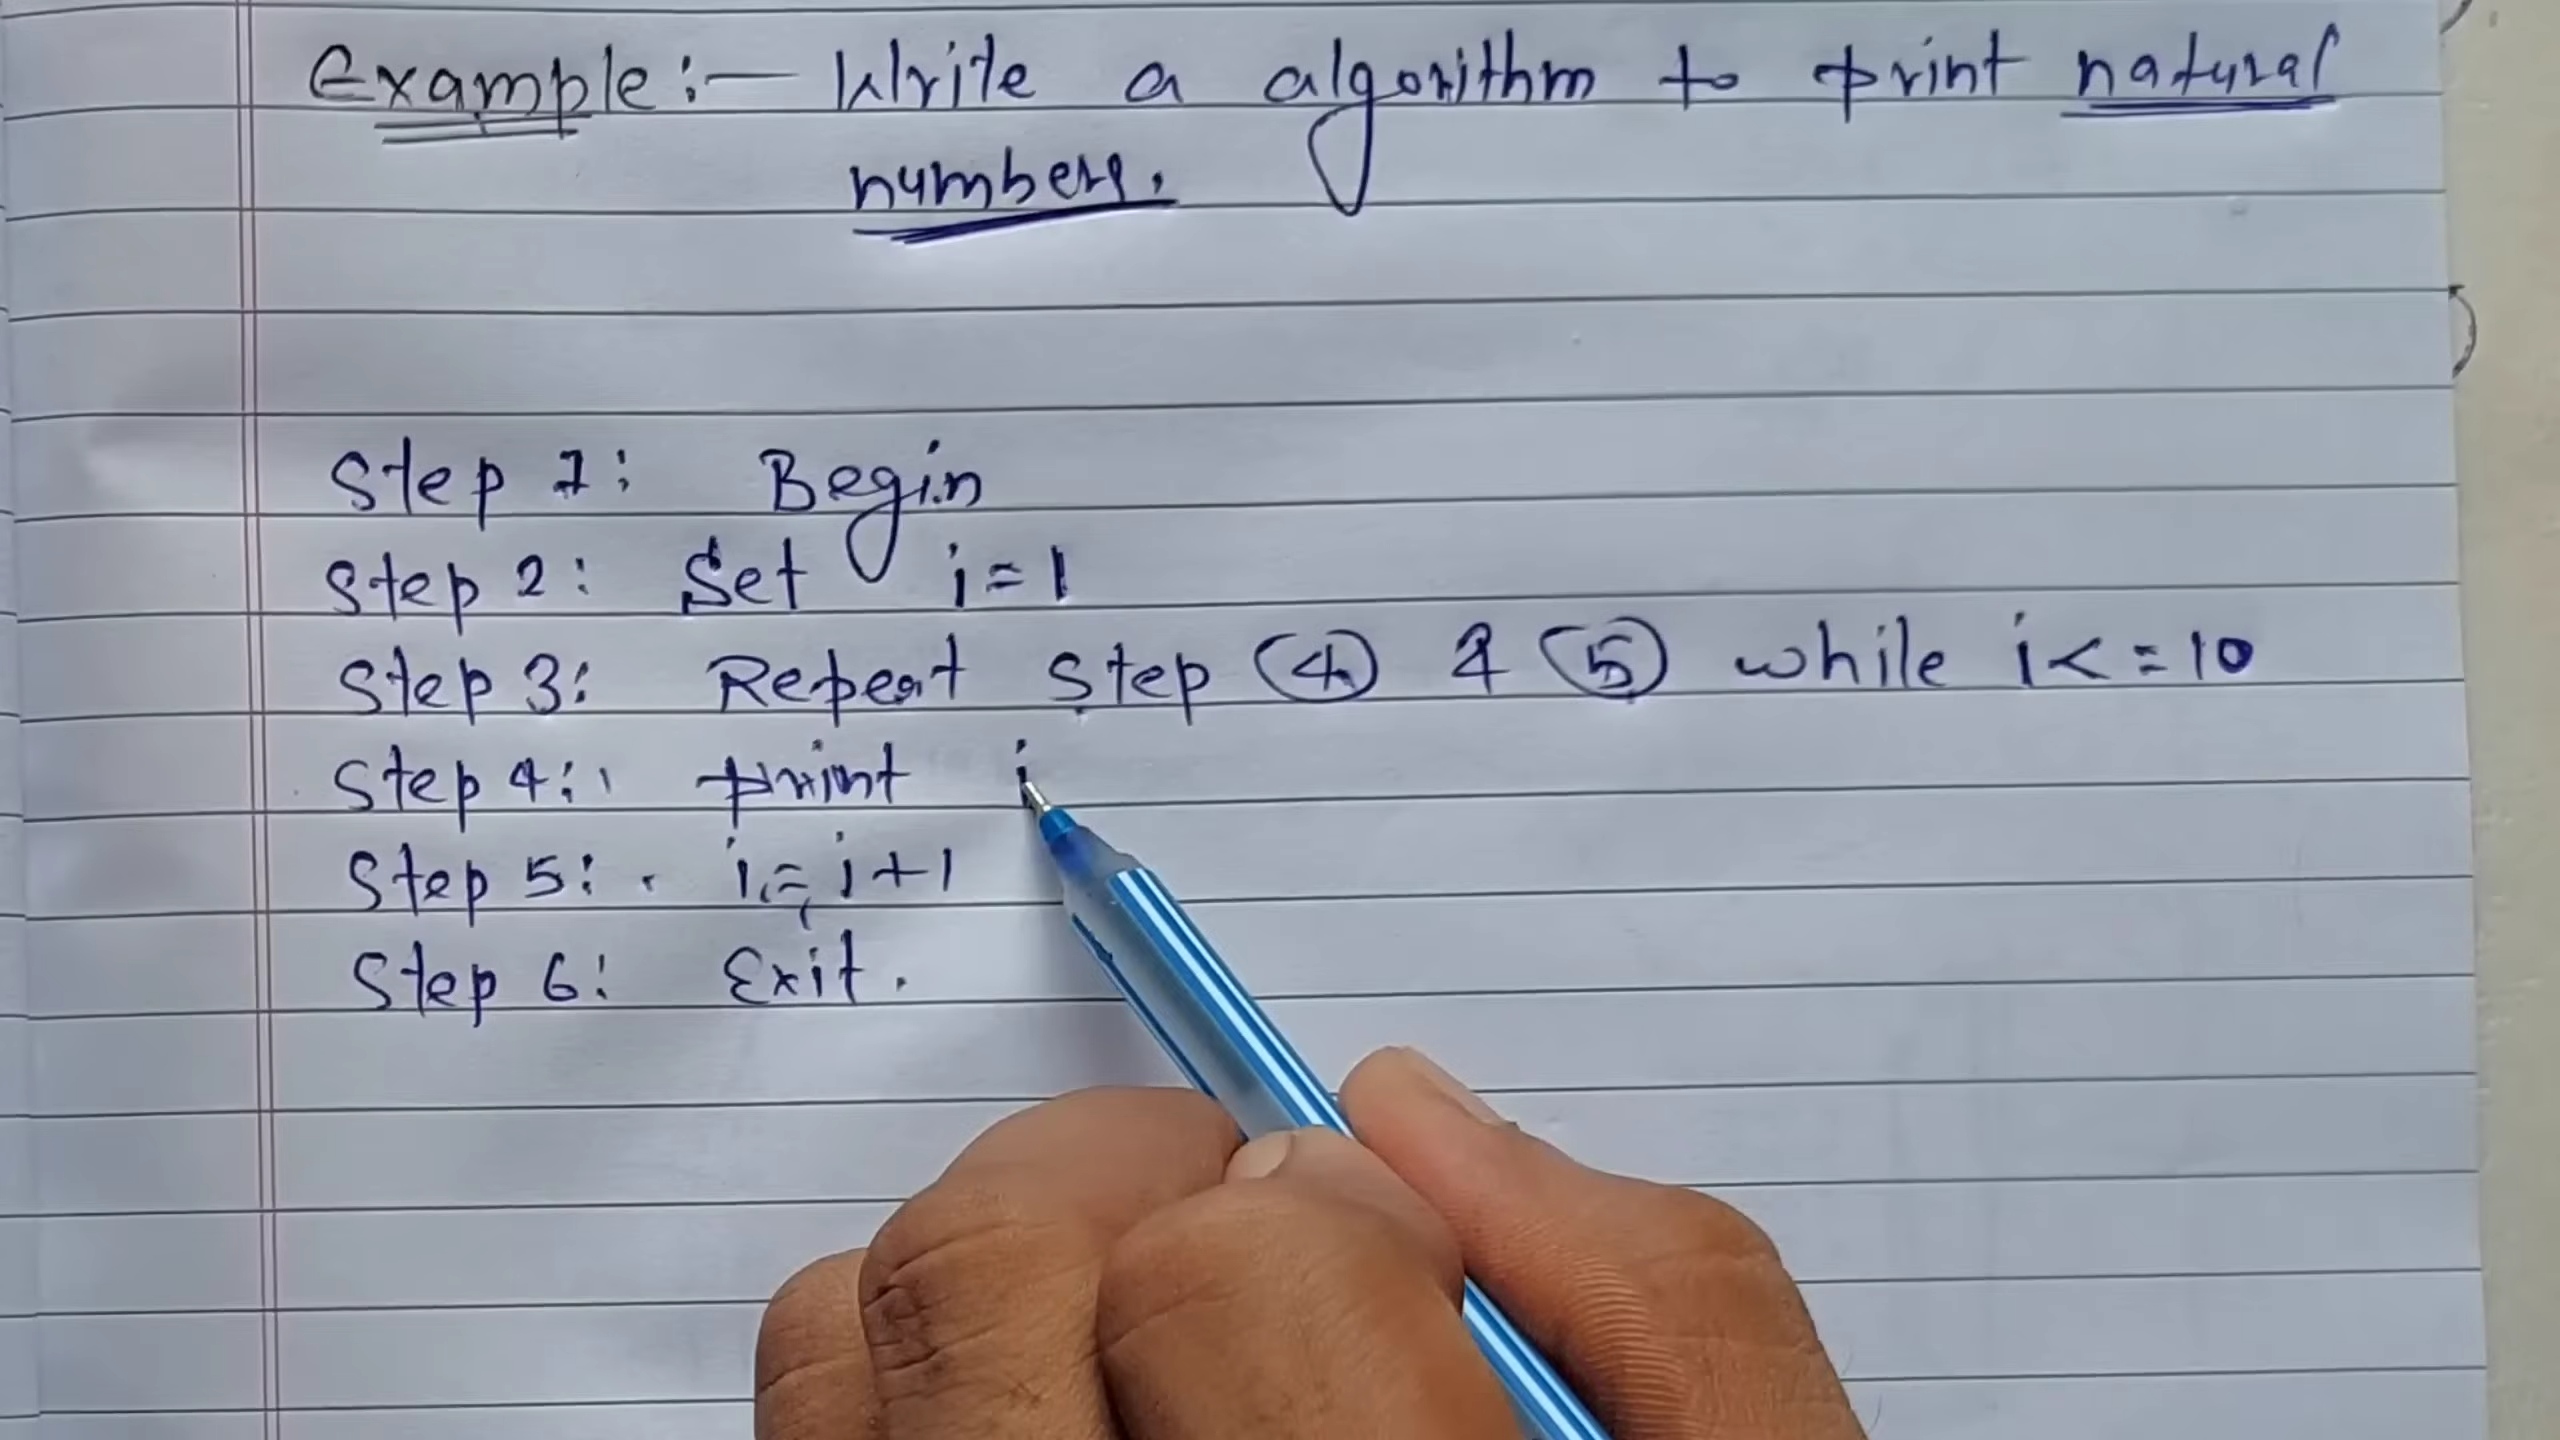 Example:- Write a algorithm to print natural
numbers.
Step 1: Begin
Step 2: Set i=1
Step 3: Repeat Step 4 & 5 while i<=10
Step 4: print i
Step 5: i=i+1
Step 6: Exit.